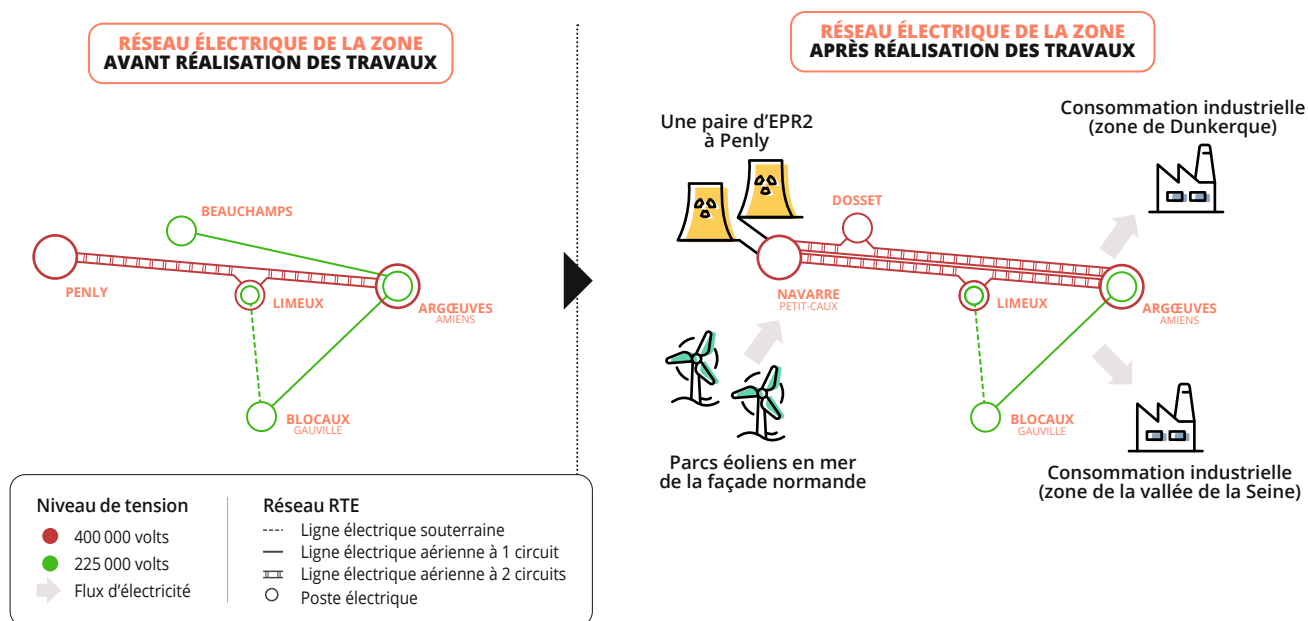 RÉSEAU ÉLECTRIQUE DE LA ZONE
AVANT RÉALISATION DES TRAVAUX
BEAUCHAMPS
PENLY
LIMEUX
ARGŒUVES
AMIENS
BLOCAUX
GAUVILLE
Niveau de tension
400 000 volts
225 000 volts
Flux d’électricité
Réseau RTE
Ligne électrique souterraine
Ligne électrique aérienne à 1 circuit
Ligne électrique aérienne à 2 circuits
Poste électrique
RÉSEAU ÉLECTRIQUE DE LA ZONE
APRÈS RÉALISATION DES TRAVAUX
Une paire d’EPR2
à Penly
Consommation industrielle
(zone de Dunkerque)
DOSSET
NAVARRE
PETIT-CAUX
LIMEUX
ARGŒUVES
AMIENS
BLOCAUX
GAUVILLE
Parcs éoliens en mer
de la façade normande
Consommation industrielle
(zone de la vallée de la Seine)